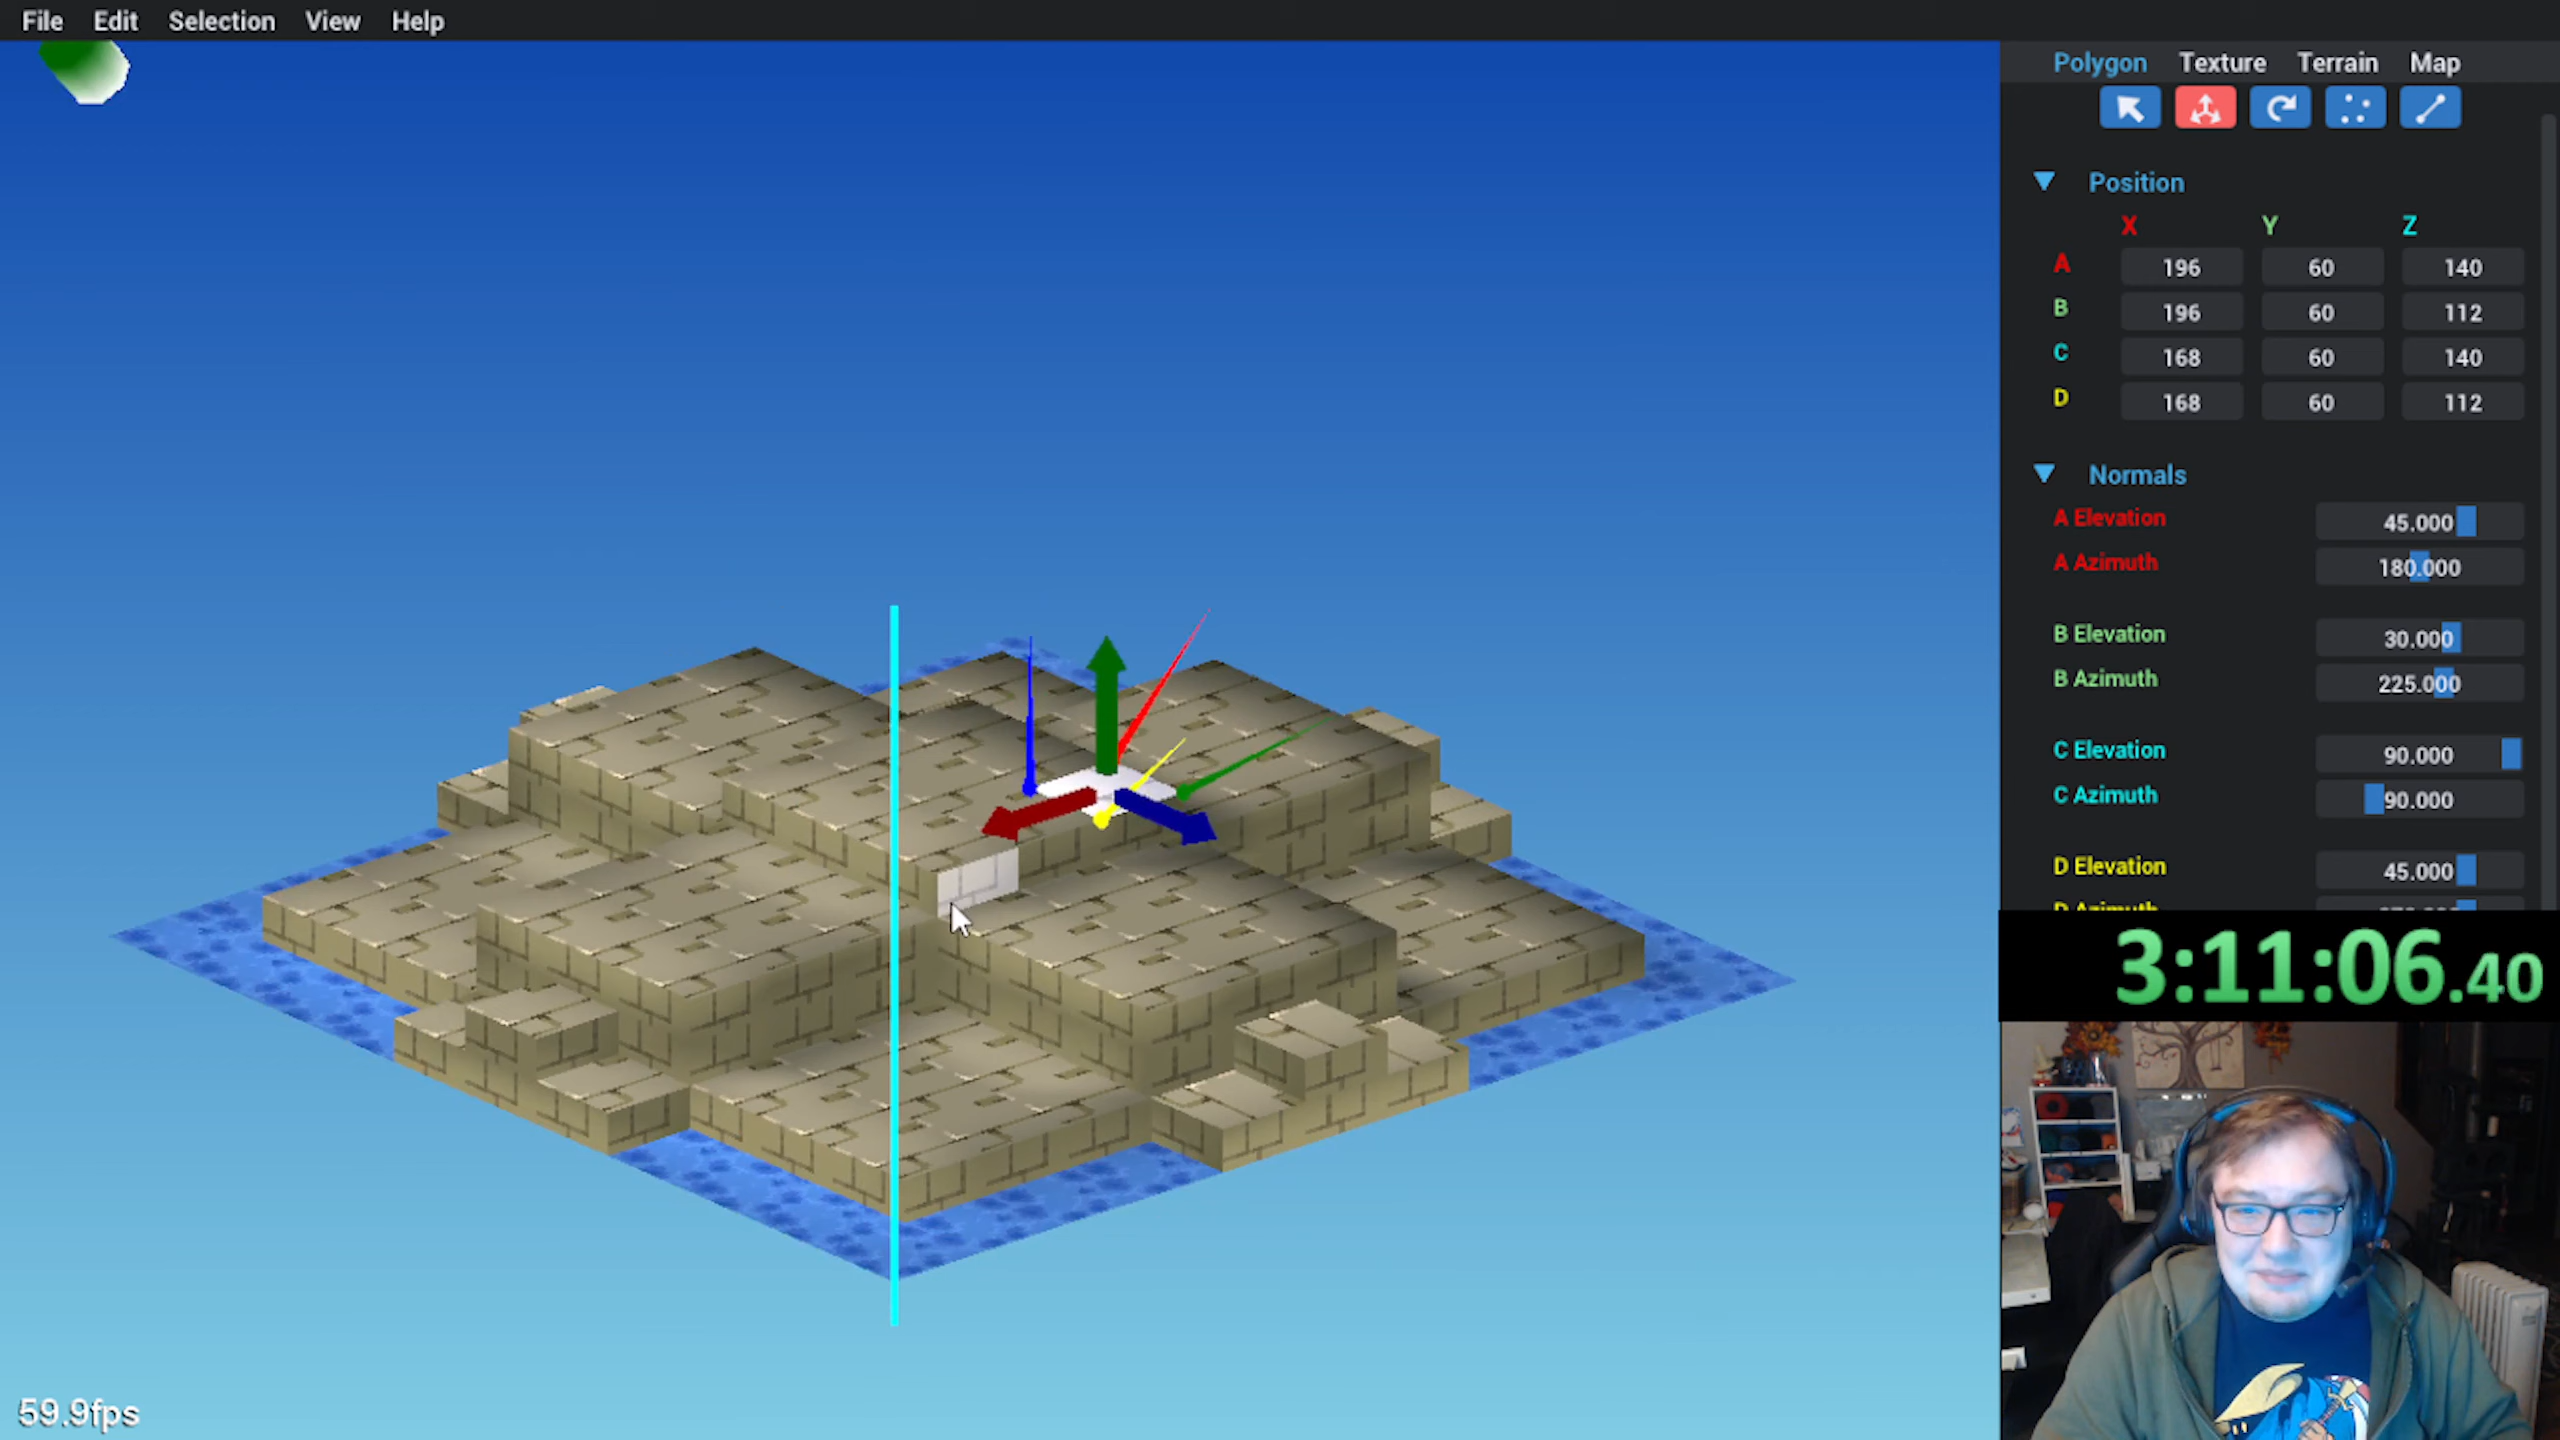 File Edit Selection View Help
Polygon Texture Terrain Map
Position
X Y Z
A 196 60 140
B 196 60 112
C 168 60 140
D 168 60 112
Normals
A Elevation 45.000
A Azimuth 180.000
B Elevation 30.000
B Azimuth 225.000
C Elevation 90.000
C Azimuth 90.000
D Elevation 45.000
D Azimuth
3:11:06.40
59.9fps